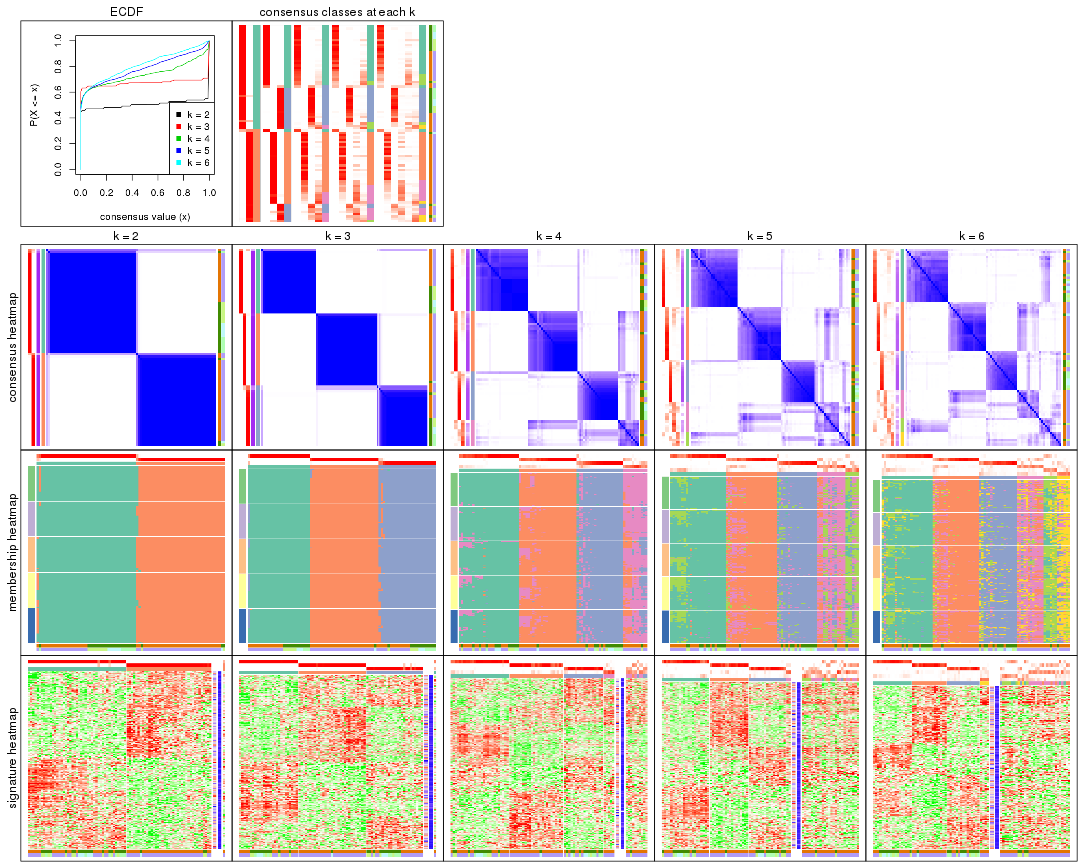 ECDF
consensus classes at each k
P(X <= x)
0.0 0.2 0.4 0.6 0.8 1.0
k = 2
k = 3
k = 4
k = 5
k = 6
0.0 0.2 0.4 0.6 0.8 1.0
consensus value (x)
k = 2 k = 3 k = 4 k = 5 k = 6
consensus heatmap
membership heatmap
signature heatmap